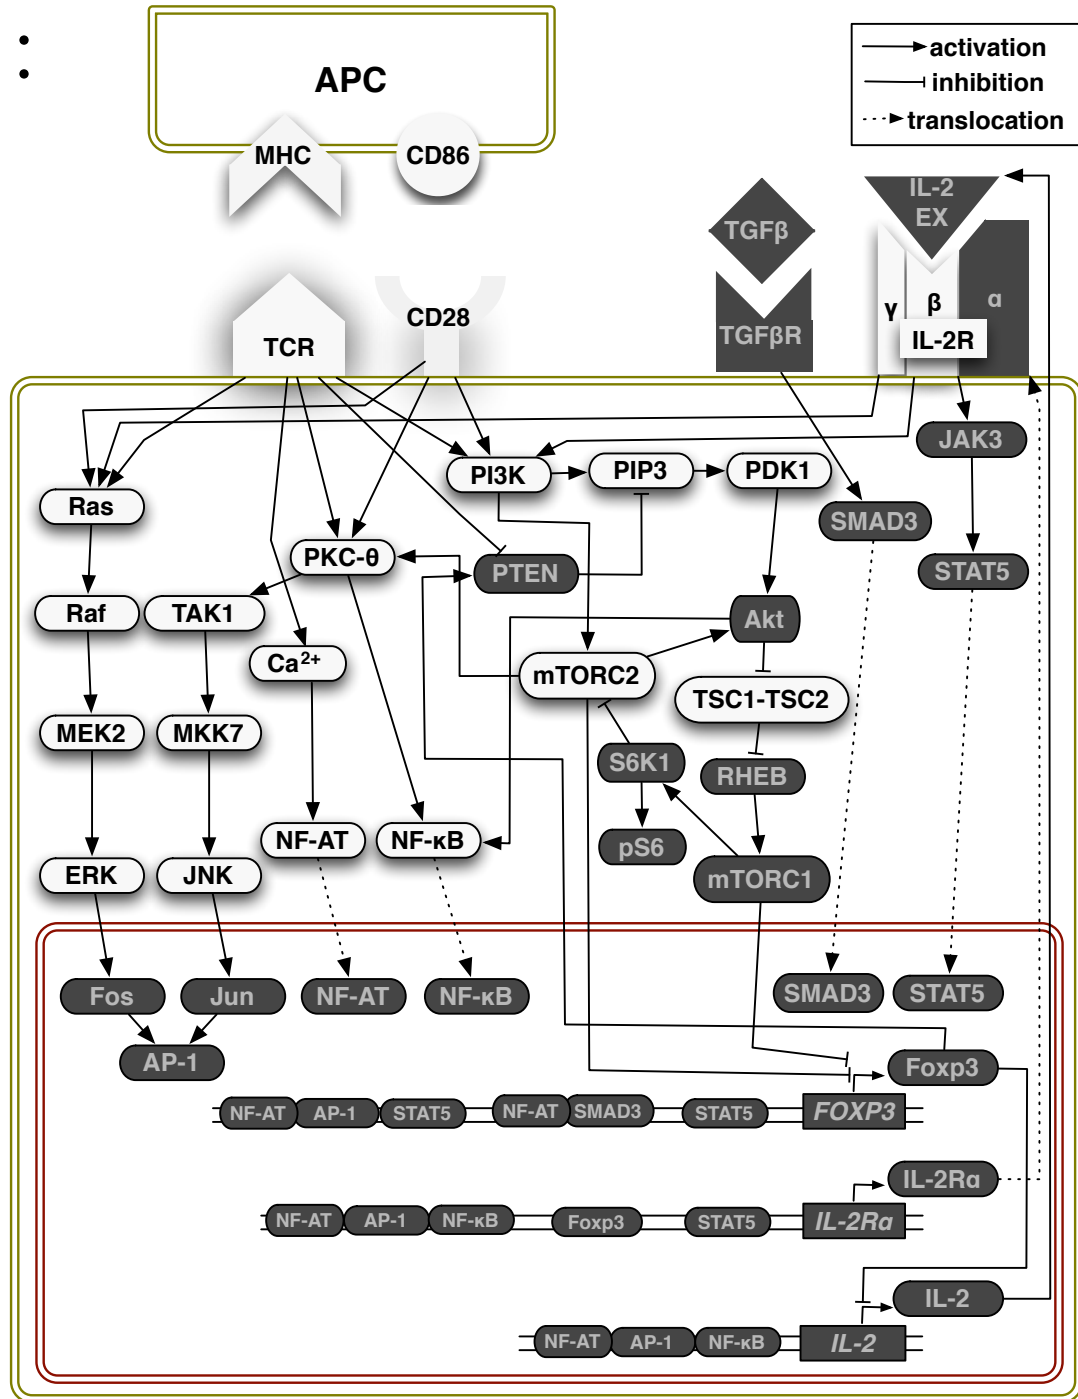 •
•
APC
MHC
CD86
activation
inhibition
translocation
TGFβ
IL-2
EX
TCR
CD28
TGFβR
γ
β
α
IL-2R
JAK3
PI3K
PIP3
PDK1
Ras
SMAD3
PKC-θ
PTEN
STAT5
Raf
TAK1
Akt
Ca2+
mTORC2
TSC1-TSC2
MEK2
MKK7
S6K1
RHEB
NF-AT
NF-κB
pS6
ERK
JNK
mTORC1
Fos
Jun
NF-AT
NF-κB
SMAD3
STAT5
AP-1
Foxp3
NF-AT
AP-1
STAT5
NF-AT
SMAD3
STAT5
FOXP3
IL-2Rα
NF-AT
AP-1
NF-κB
Foxp3
STAT5
IL-2Rα
IL-2
NF-AT
AP-1
NF-κB
IL-2